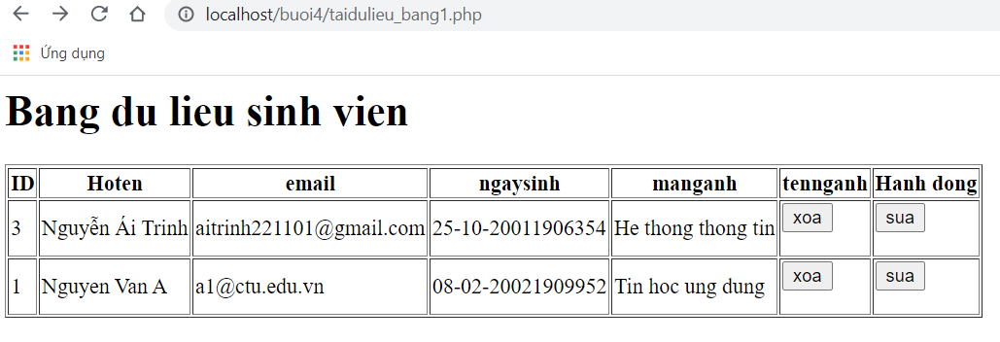 localhost/buoi4/taidulieu_bang1.php
Ứng dụng
Bang du lieu sinh vien
ID Hoten email ngaysinh manganh tennganh Hanh dong
3 Nguyễn Ái Trinh aitrinh221101@gmail.com 25-10-20011906354 He thong thong tin xoa sua
1 Nguyen Van A a1@ctu.edu.vn 08-02-20021909952 Tin hoc ung dung xoa sua